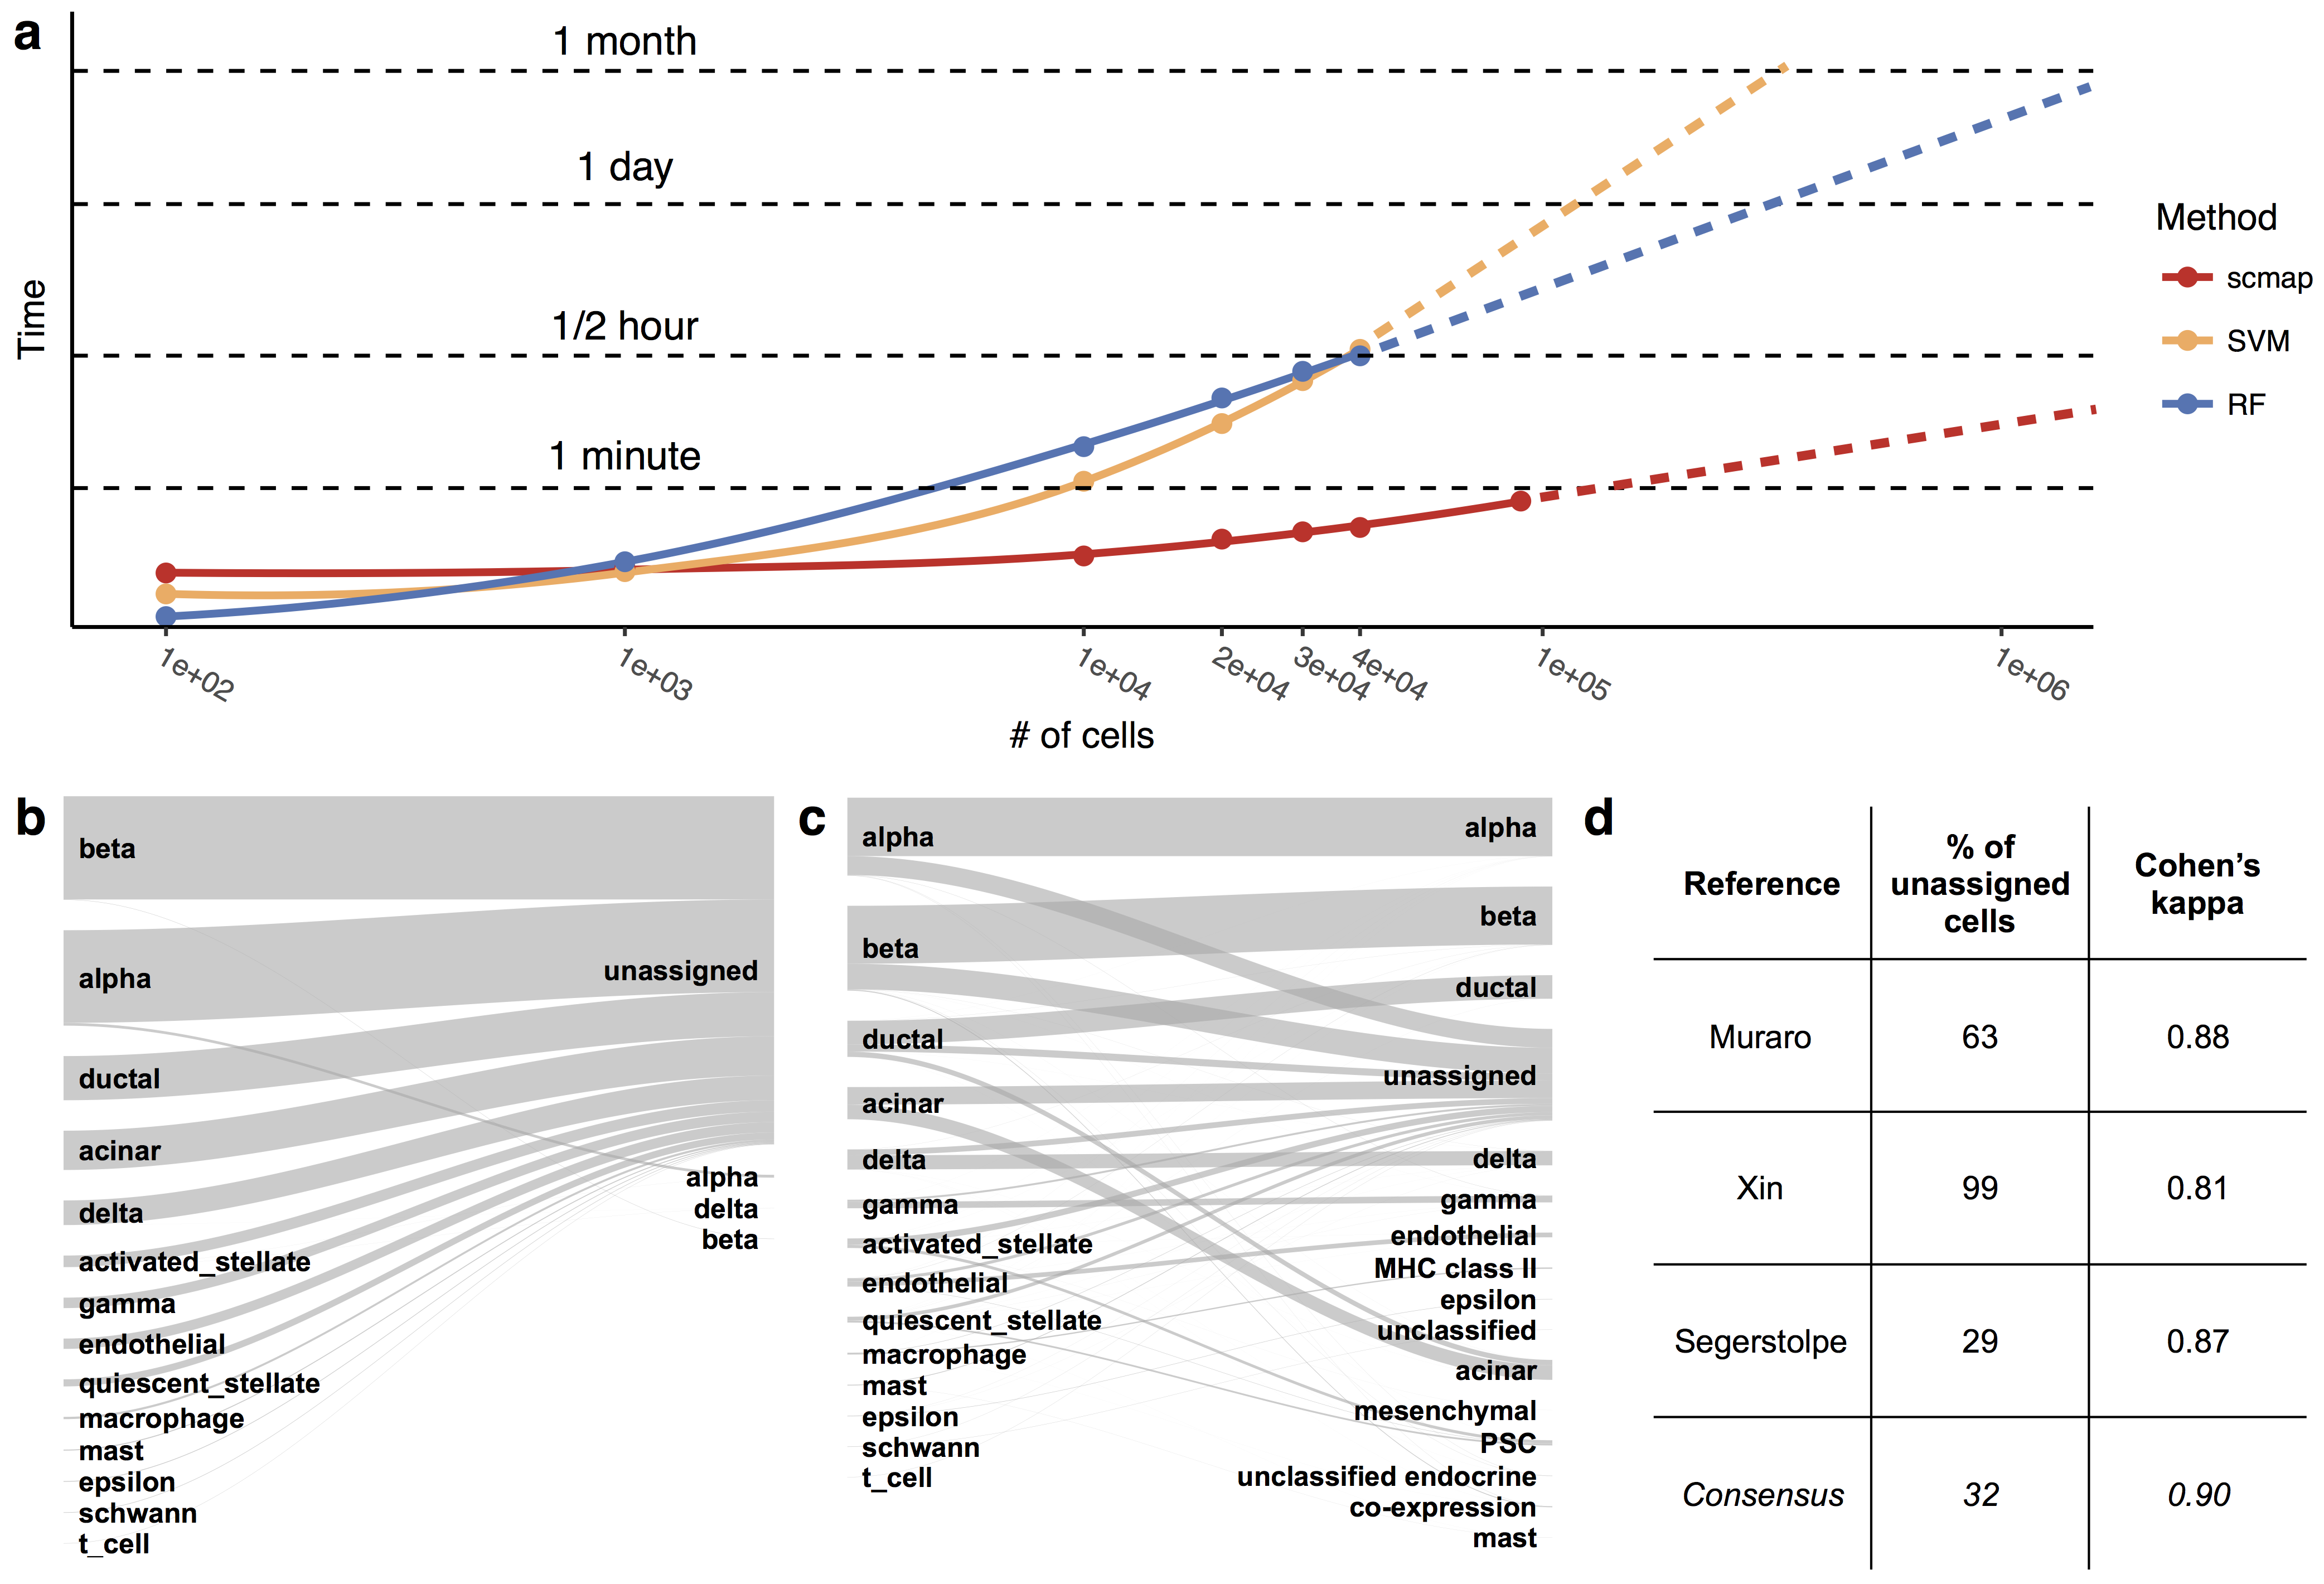 a
1 month
1 day
1/2 hour
1 minute
Time
1e+02
1e+03
1e+04
2e+04
3e+04
4e+04
1e+05
1e+06
# of cells
Method
scmap
SVM
RF
b
beta
alpha
ductal
acinar
delta
activated_stellate
gamma
endothelial
quiescent_stellate
macrophage
mast
epsilon
schwann
t_cell
unassigned
alpha
delta
beta
c
alpha
beta
ductal
acinar
delta
gamma
activated_stellate
endothelial
quiescent_stellate
macrophage
mast
epsilon
schwann
t_cell
alpha
beta
ductal
unassigned
delta
gamma
endothelial
MHC class II
epsilon
unclassified
acinar
mesenchymal
PSC
unclassified endocrine
co-expression
mast
d
Reference
% of
unassigned
cells
Cohen’s
kappa
Muraro 63 0.88
Xin 99 0.81
Segerstolpe 29 0.87
Consensus 32 0.90